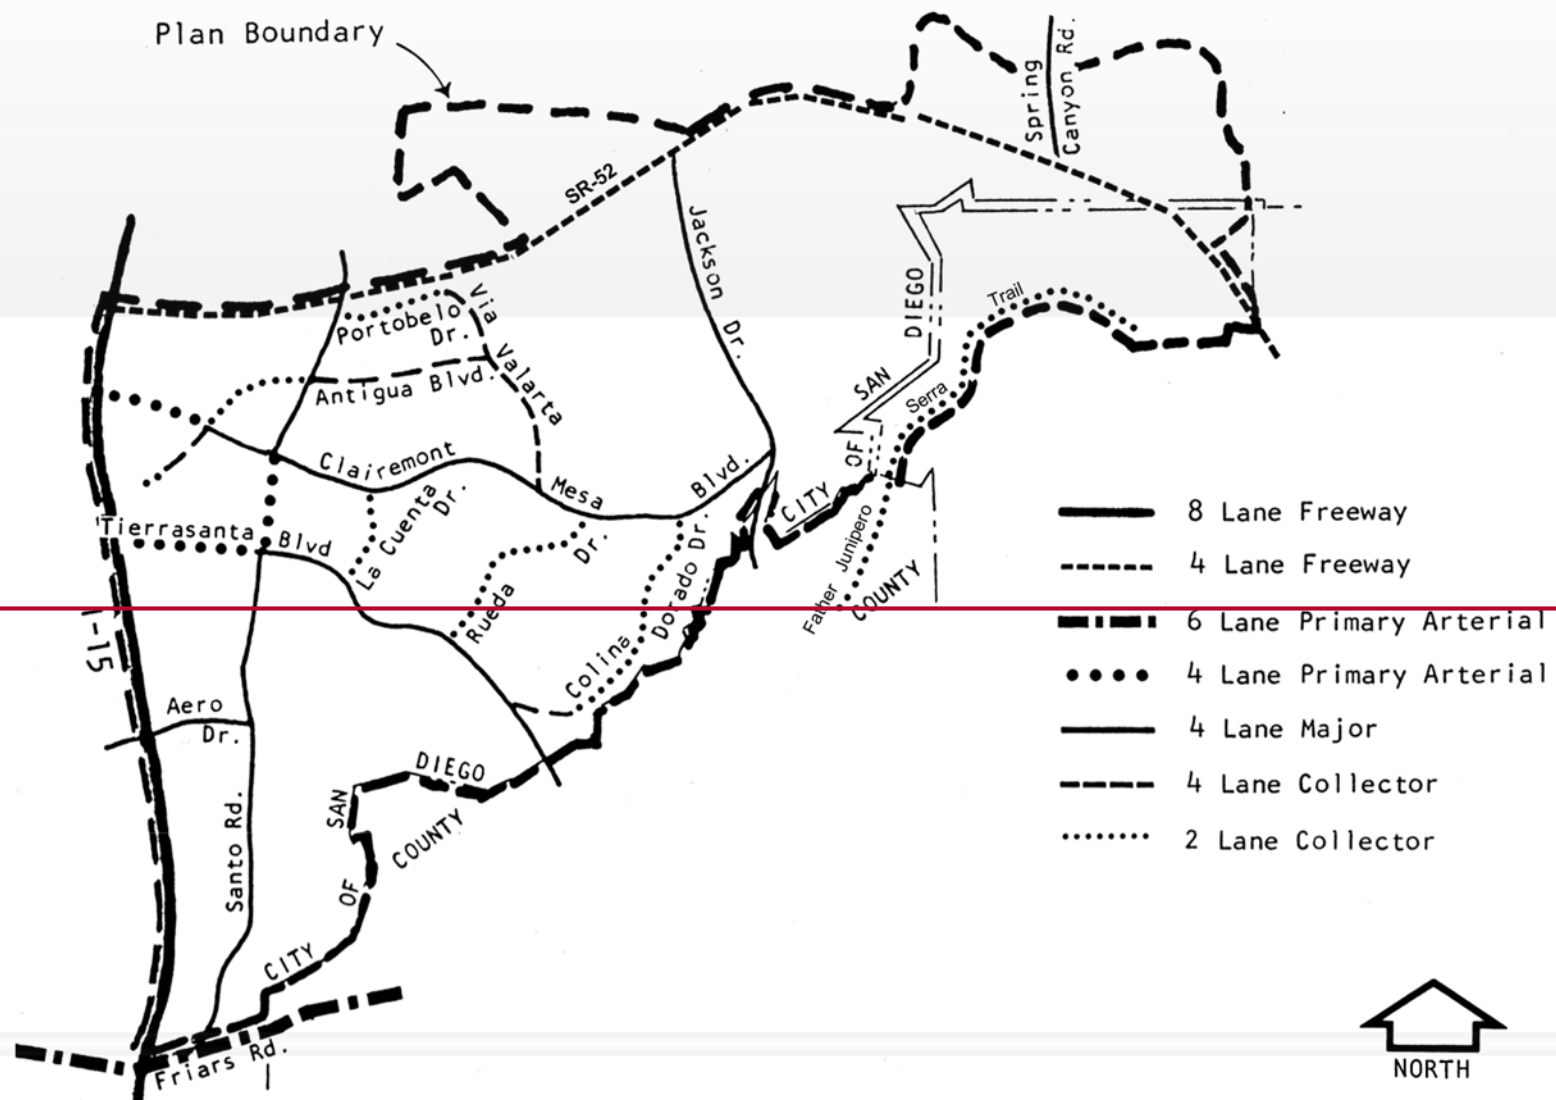 Plan Boundary
Spring
Canyon Rd.
SR-52
Jackson Dr.
Via Valarta
Portobelo
Dr.
Antigua Blvd.
Trail
Serra
Father Junipero
CITY OF SAN DIEGO
COUNTY
Clairemont Mesa Blvd.
La Cuenta
Dr.
Tierrasanta Blvd
Rueda Dr.
Colina Dorado Dr.
I-15
Aero
Dr.
Santo Rd.
CITY OF SAN DIEGO
COUNTY
Friars Rd.
8 Lane Freeway
4 Lane Freeway
6 Lane Primary Arterial
4 Lane Primary Arterial
4 Lane Major
4 Lane Collector
2 Lane Collector
NORTH